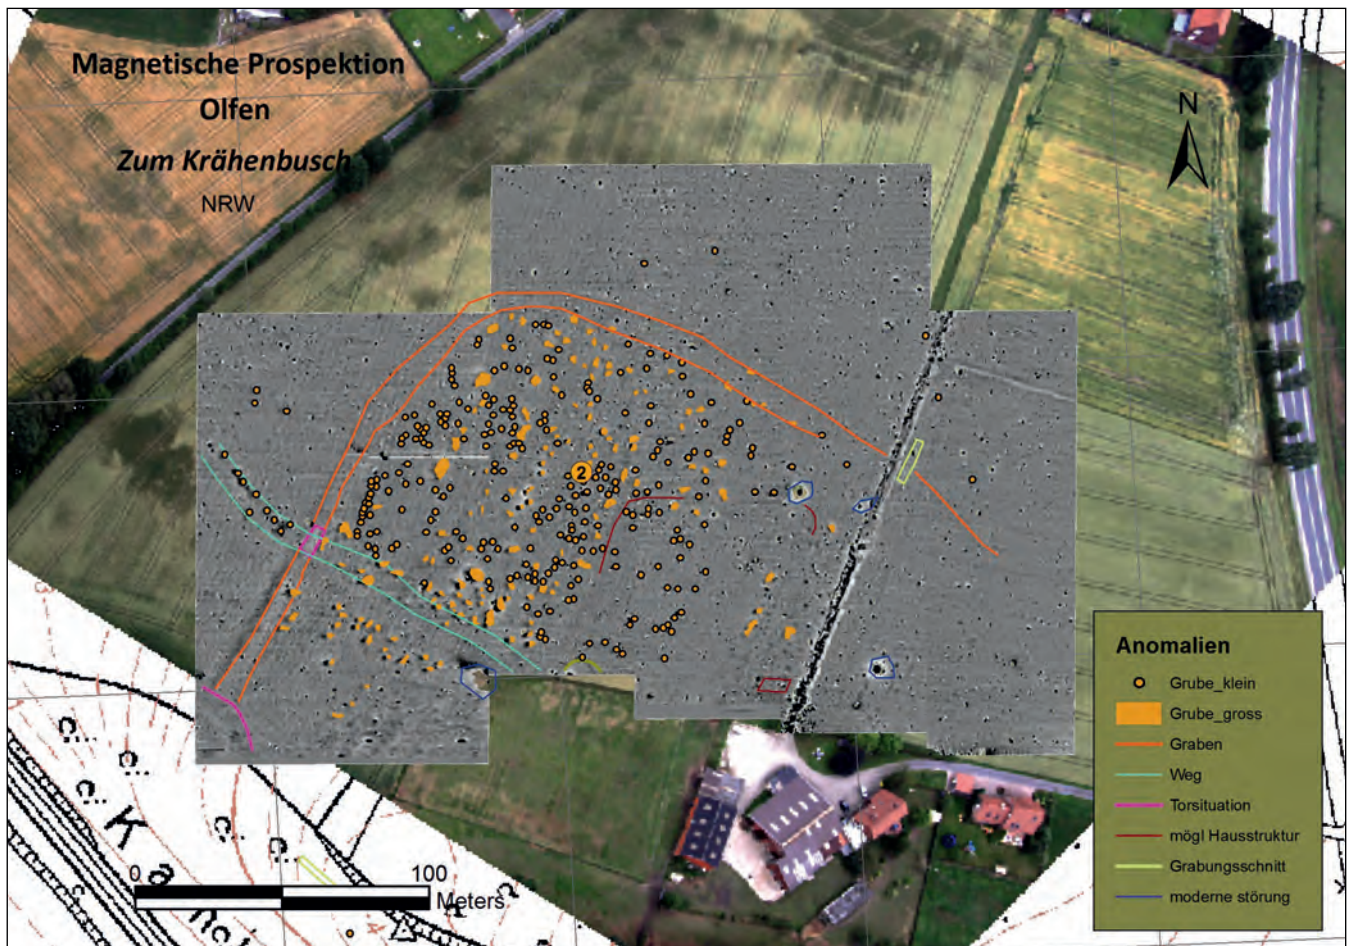 Magnetische Prospektion
Olfen
Zum Krähenbusch
NRW
N
2
Anomalien
Grube_klein
Grube_gross
Graben
Weg
Torsituation
mögl Hausstruktur
Grabungsschnitt
moderne störung
0
100
Meters